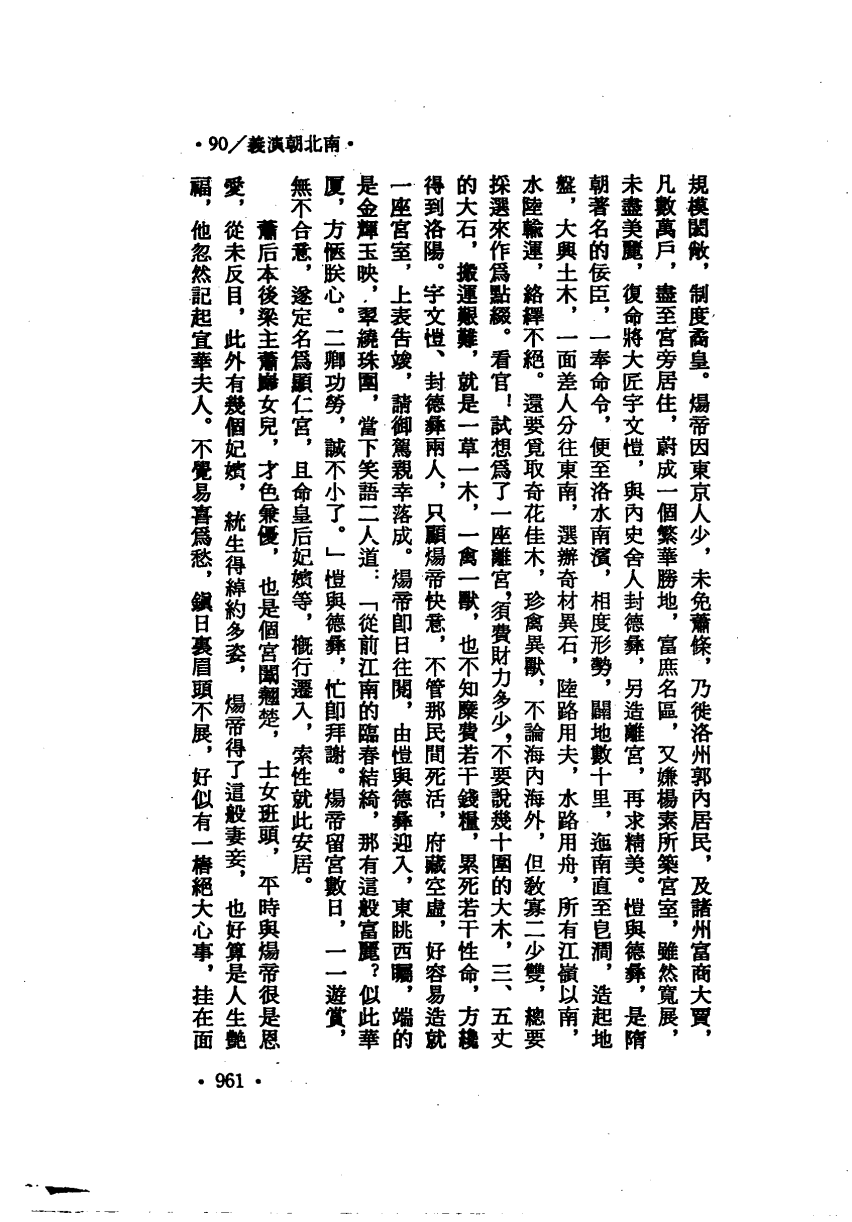 ·90／義演朝北南·
規模閎敞，制度矞皇。煬帝因東京人少，未免蕭條，乃徙洛州郭內居民，及諸州富商大賈，
凡數萬戶，盡至宮旁居住，蔚成一個繁華勝地，富庶名區，又嫌楊素所築宮室，雖然寬展，
未盡美麗，復命將大匠宇文愷，與內史舍人封德彝，另造離宮，再求精美。愷與德彝，是隋
朝著名的佞臣，一奉命令，便至洛水南濱，相度形勢，闢地數十里，迤南直至皀澗，造起地
盤，大興土木，一面差人分往東南，選辦奇材異石，陸路用夫，水路用舟，所有江嶺以南，
水陸輸運，絡繹不絕。還要覓取奇花佳木，珍禽異獸，不論海內海外，但教寡二少雙，總要
採選來作爲點綴。看官！試想爲了一座離宮，須費財力多少，不要說幾十圍的大木，三、五丈
的大石，搬運艱難，就是一草一木，一禽一獸，也不知糜費若干錢糧，累死若干性命，方纔
得到洛陽。宇文愷、封德彝兩人，只顧煬帝快意，不管那民間死活，府藏空虛，好容易造就
一座宮室，上表告竣，請御駕親幸落成。煬帝卽日往閱，由愷與德彝迎入，東眺西矚，端的
是金輝玉映，翠繞珠圍，當下笑語二人道：「從前江南的臨春結綺，那有這般富麗？似此華
厦，方愜朕心。二卿功勞，誠不小了。」愷與德彝，忙卽拜謝。煬帝留宮數日，一一遊賞，
無不合意，遂定名爲顯仁宮，且命皇后妃嬪等，概行遷入，索性就此安居。
蕭后本後梁主蕭巋女兒，才色兼優，也是個宮闈翹楚，士女班頭，平時與煬帝很是恩
愛，從未反目，此外有幾個妃嬪，統生得綽約多姿，煬帝得了這般妻妾，也好算是人生艷
福，他忽然記起宣華夫人。不覺易喜爲愁，鎭日裏眉頭不展，好似有一樁絕大心事，挂在面
·961·